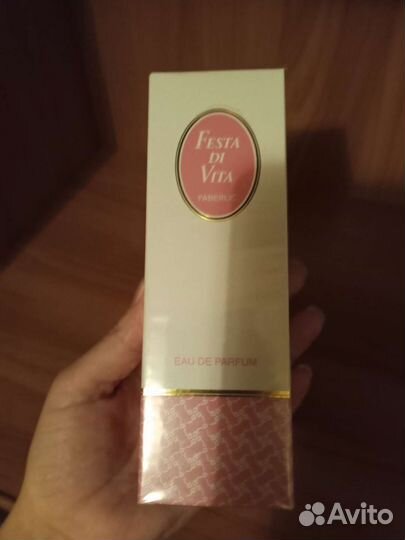 FESTA
DI
VITA
FABERLIC
EAU DE PARFUM
Avito